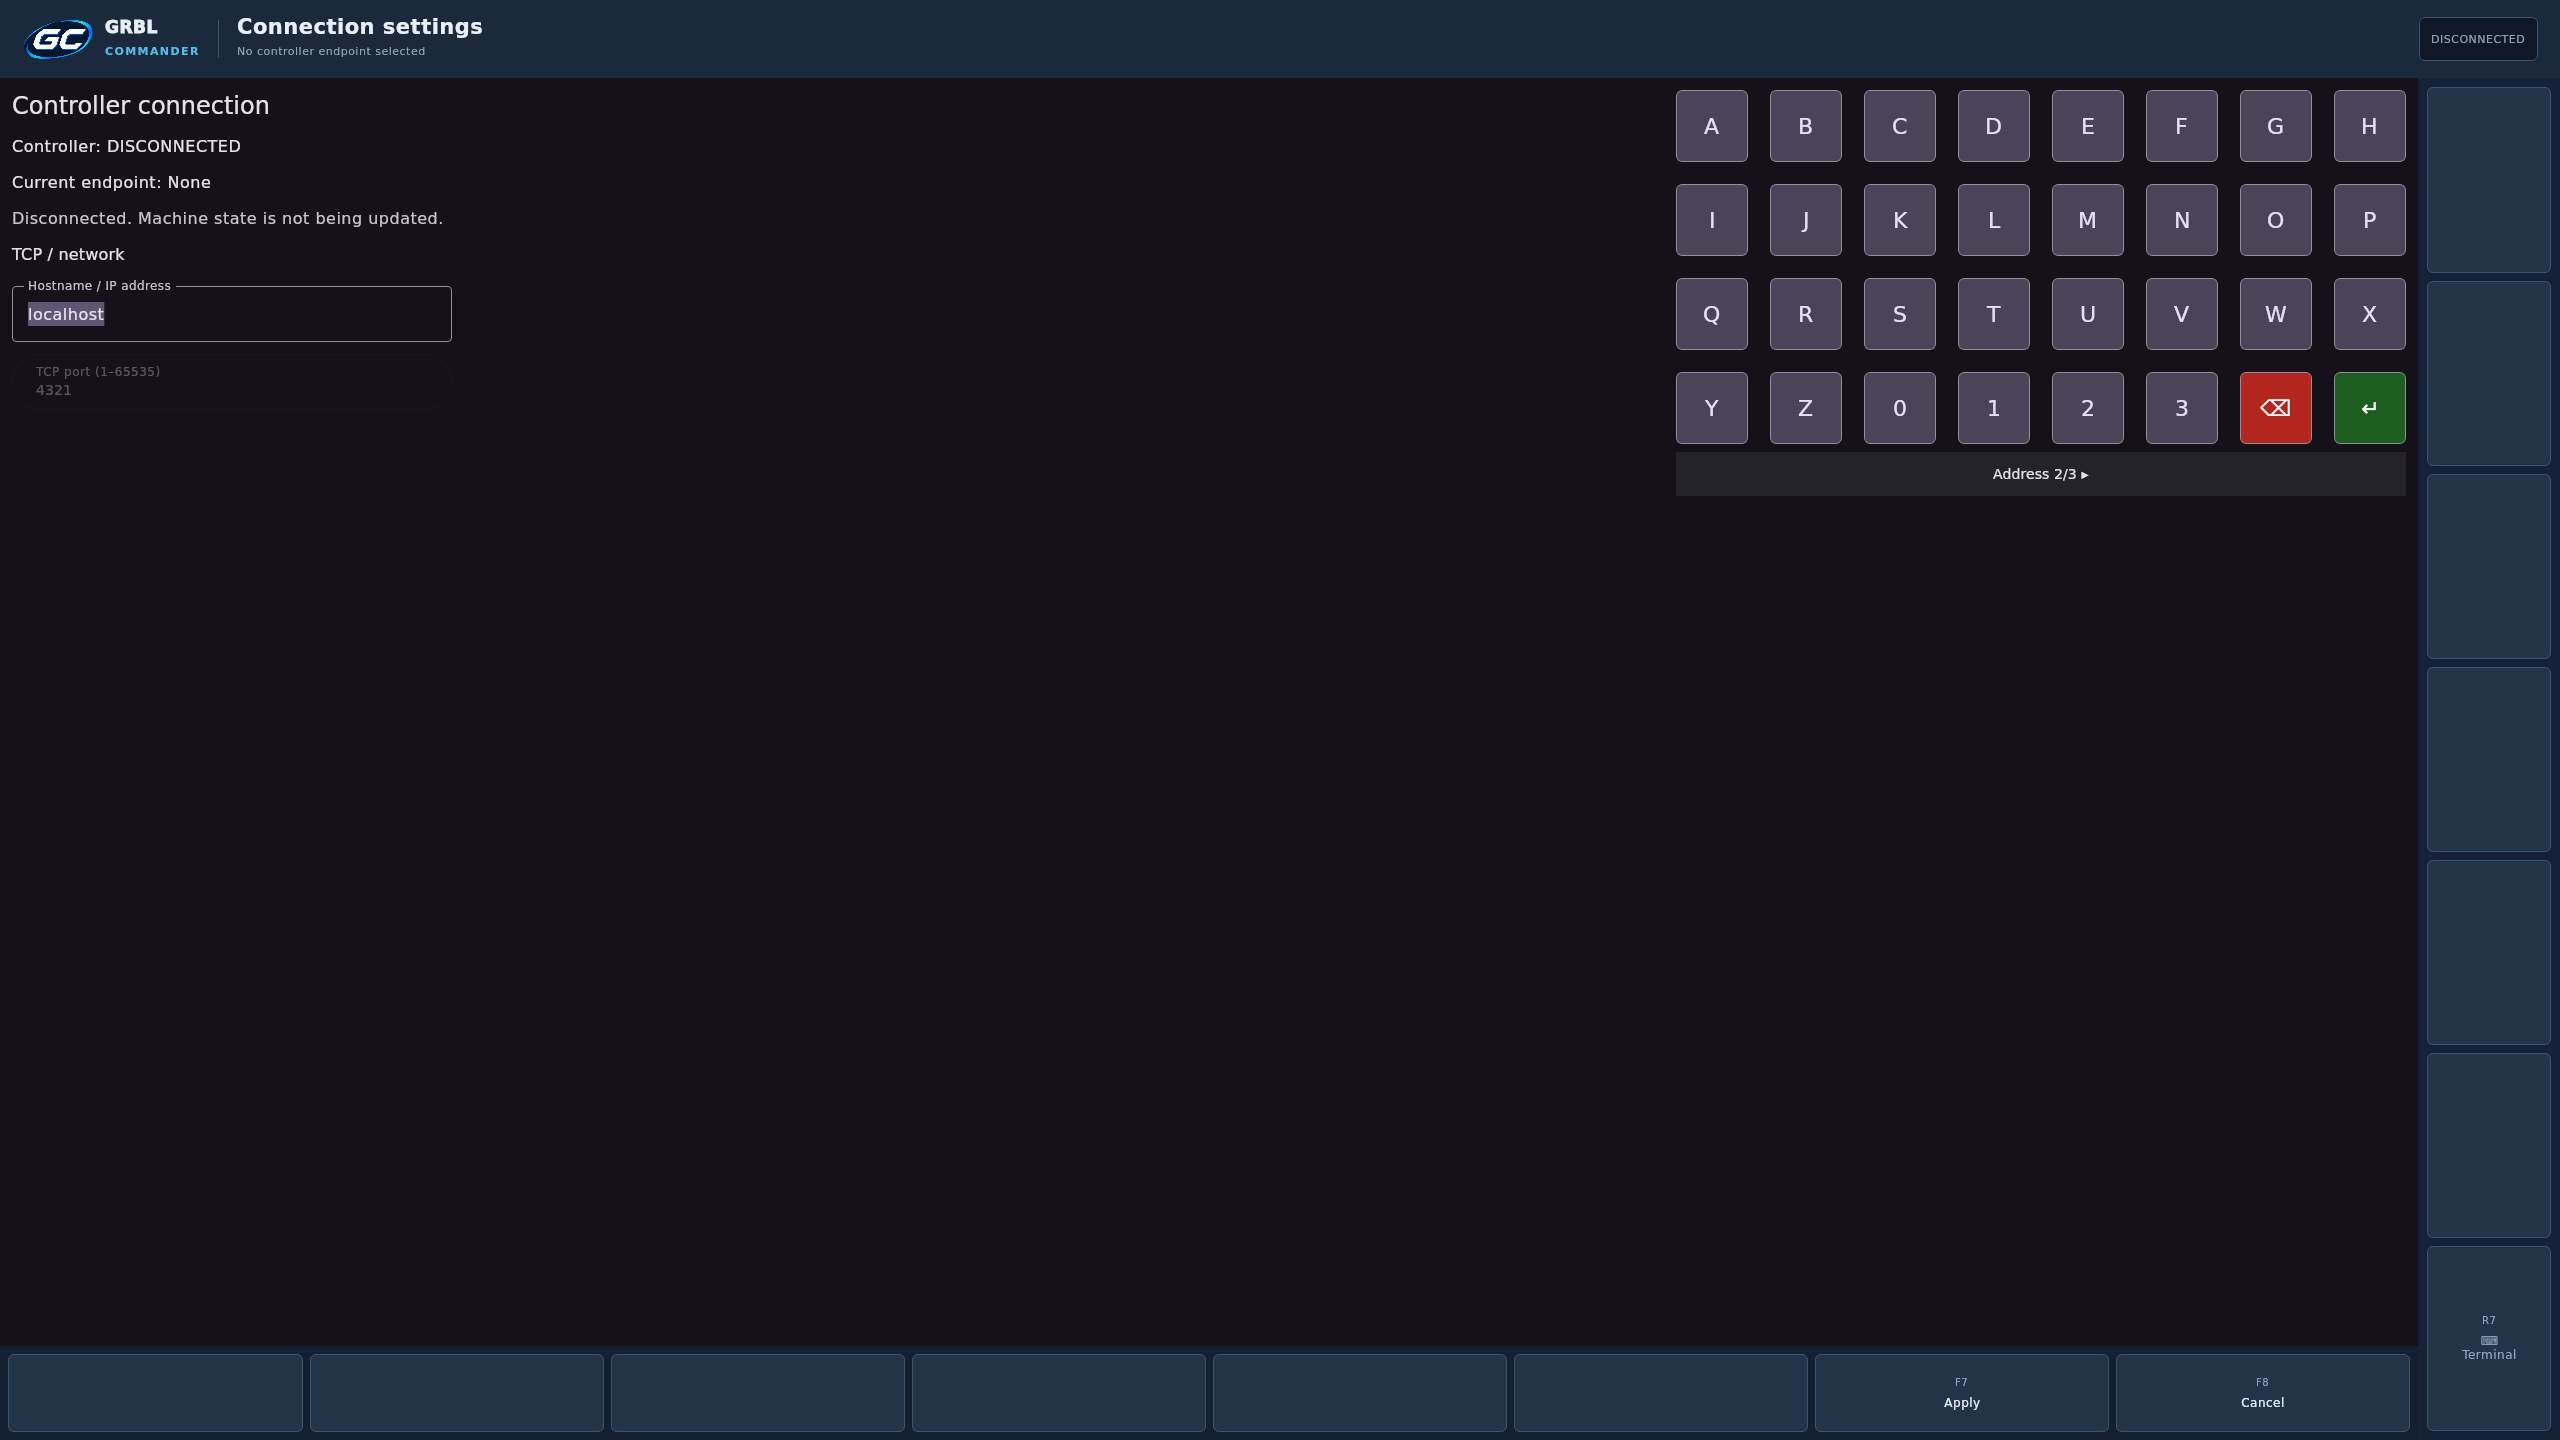 GC
GRBL
COMMANDER
Connection settings
No controller endpoint selected
DISCONNECTED
Controller connection
Controller: DISCONNECTED
Current endpoint: None
Disconnected. Machine state is not being updated.
TCP / network
Hostname / IP address
localhost
TCP port (1–65535)
4321
A B C D E F G H
I J K L M N O P
Q R S T U V W X
Y Z 0 1 2 3 ⌫ ↵
Address 2/3 ▸
R7
⌨
Terminal
F7
Apply
F8
Cancel